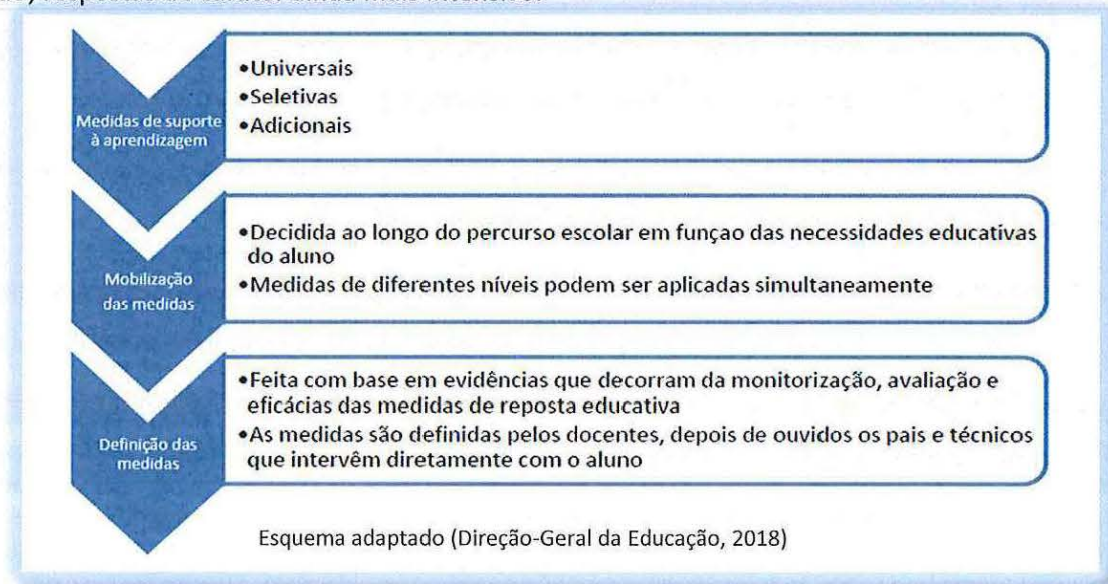 •Universais
•Seletivas
•Adicionais
Medidas de suporte
à aprendizagem
•Decidida ao longo do percurso escolar em funçao das necessidades educativas
do aluno
•Medidas de diferentes níveis podem ser aplicadas simultaneamente
Mobilização
das medidas
•Feita com base em evidências que decorram da monitorização, avaliação e
eficácias das medidas de reposta educativa
•As medidas são definidas pelos docentes, depois de ouvidos os pais e técnicos
que intervêm diretamente com o aluno
Definição das
medidas
Esquema adaptado (Direção-Geral da Educação, 2018)